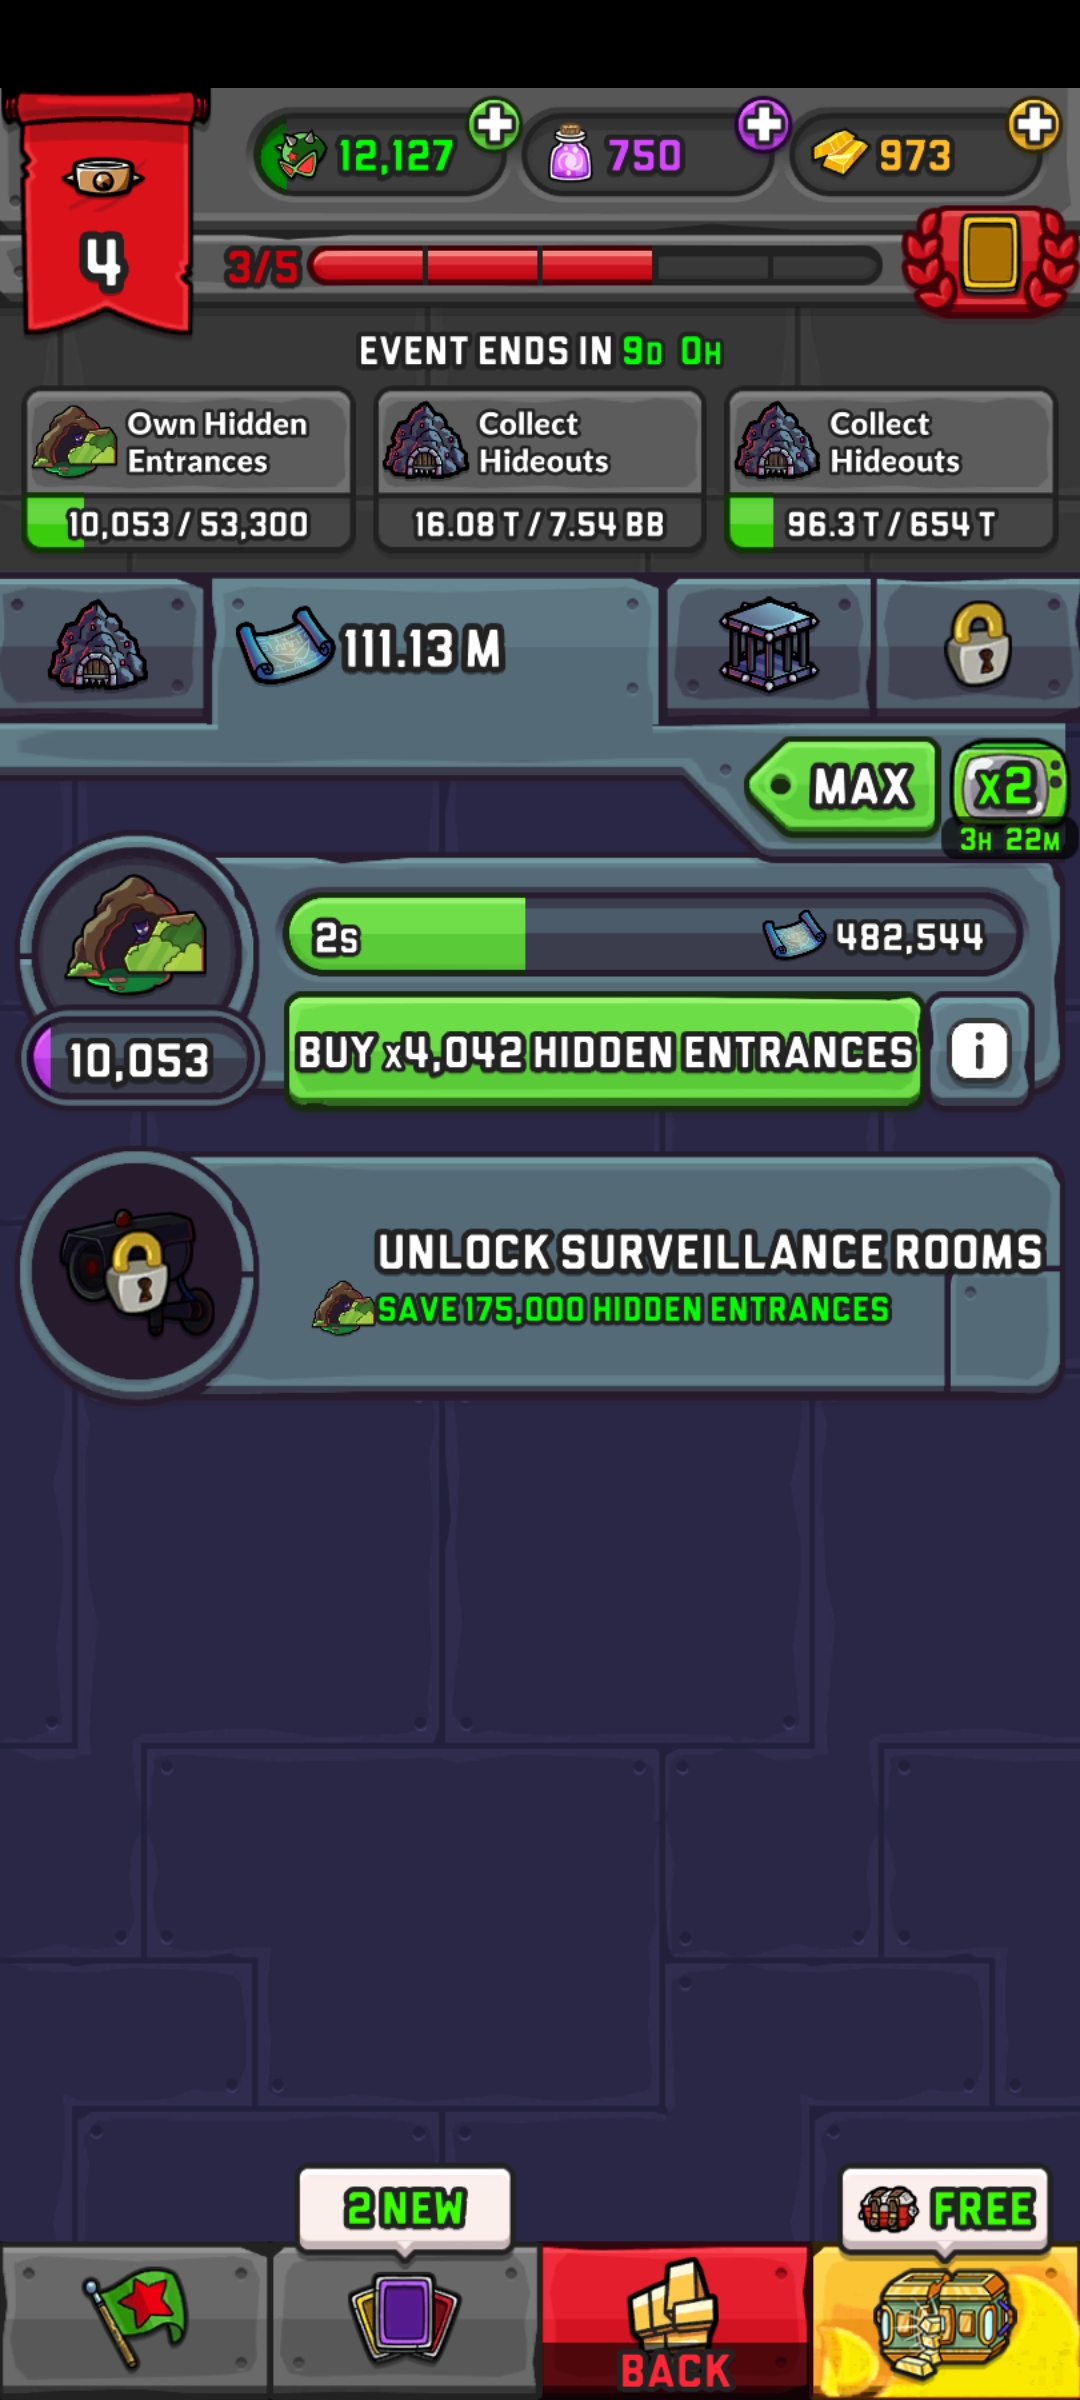 12,127
750
973
4
3/5
EVENT ENDS IN 9D 0H
Own Hidden
Entrances
10,053 / 53,300
Collect
Hideouts
16.08 T / 7.54 BB
Collect
Hideouts
96.3 T / 654 T
111.13 M
MAX
x2
3H 22M
2s
482,544
10,053
BUY x4,042 HIDDEN ENTRANCES
i
UNLOCK SURVEILLANCE ROOMS
SAVE 175,000 HIDDEN ENTRANCES
2 NEW
FREE
BACK